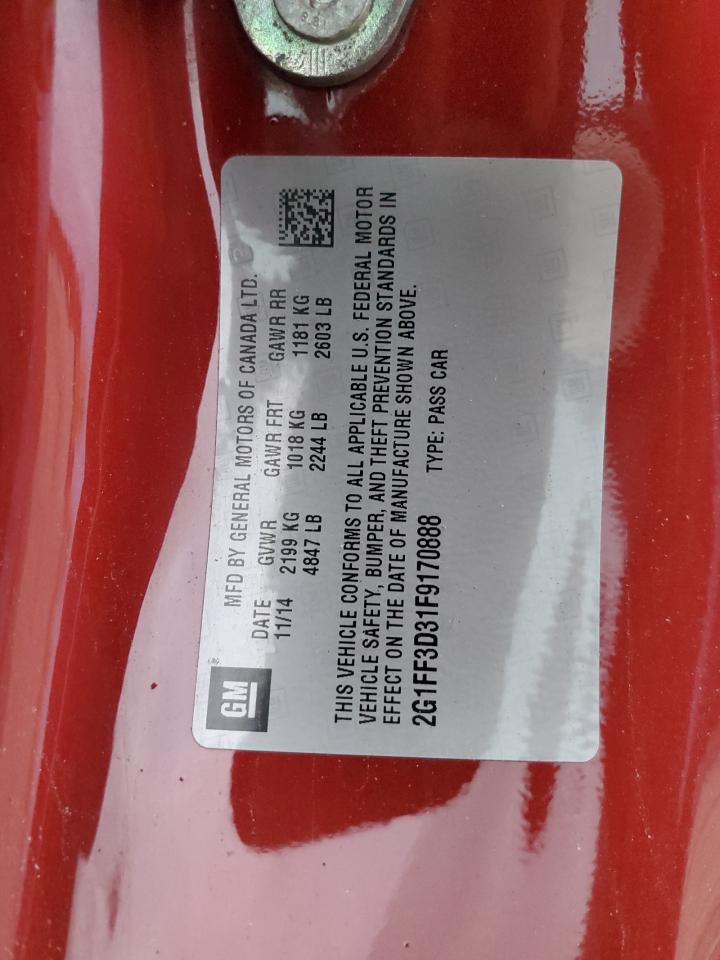 GM
MFD BY GENERAL MOTORS OF CANADA LTD.
DATE GVWR GAWR FRT GAWR RR
11/14 2199 KG 1018 KG 1181 KG
4847 LB 2244 LB 2603 LB
THIS VEHICLE CONFORMS TO ALL APPLICABLE U.S. FEDERAL MOTOR
VEHICLE SAFETY, BUMPER, AND THEFT PREVENTION STANDARDS IN
EFFECT ON THE DATE OF MANUFACTURE SHOWN ABOVE.
2G1FF3D31F9170888 TYPE: PASS CAR